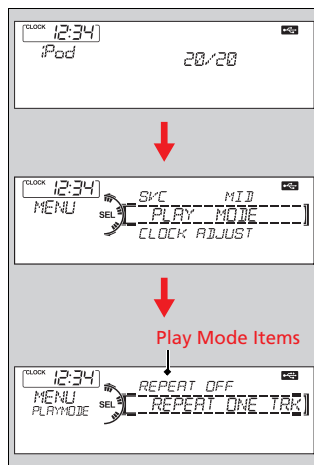 CLOCK 12:34
iPod 20/20
CLOCK 12:34
SVC MID
MENU SEL PLAY MODE
CLOCK ADJUST
Play Mode Items
CLOCK 12:34
REPEAT OFF
MENU SEL REPEAT ONE TRK
PLAYMODE